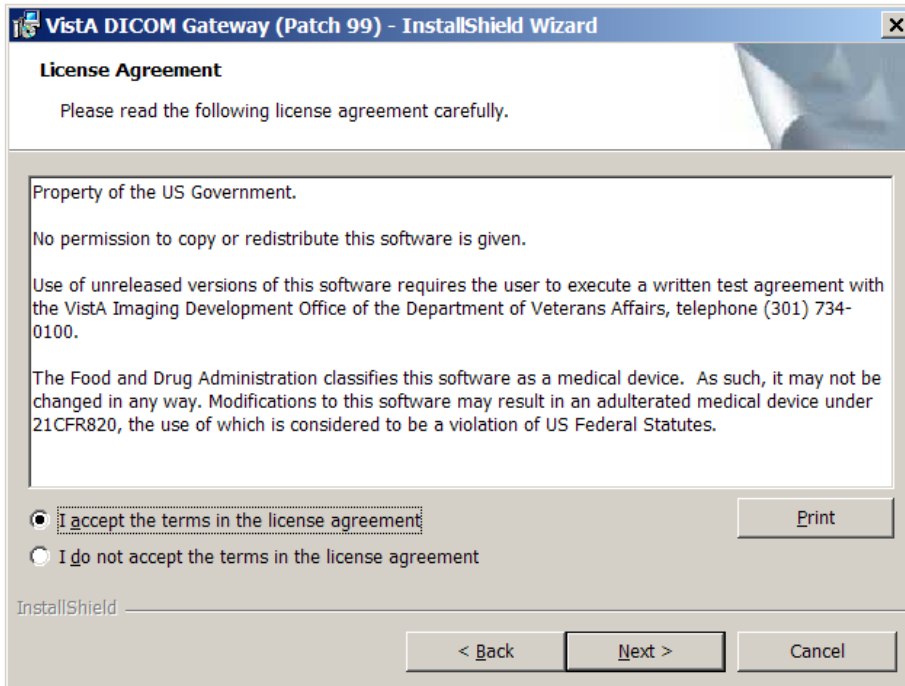 VistA DICOM Gateway (Patch 99) - InstallShield Wizard
License Agreement
Please read the following license agreement carefully.
Property of the US Government.
No permission to copy or redistribute this software is given.
Use of unreleased versions of this software requires the user to execute a written test agreement with
the VistA Imaging Development Office of the Department of Veterans Affairs, telephone (301) 734-
0100.
The Food and Drug Administration classifies this software as a medical device.  As such, it may not be
changed in any way. Modifications to this software may result in an adulterated medical device under
21CFR820, the use of which is considered to be a violation of US Federal Statutes.
I accept the terms in the license agreement
Print
I do not accept the terms in the license agreement
InstallShield
< Back
Next >
Cancel